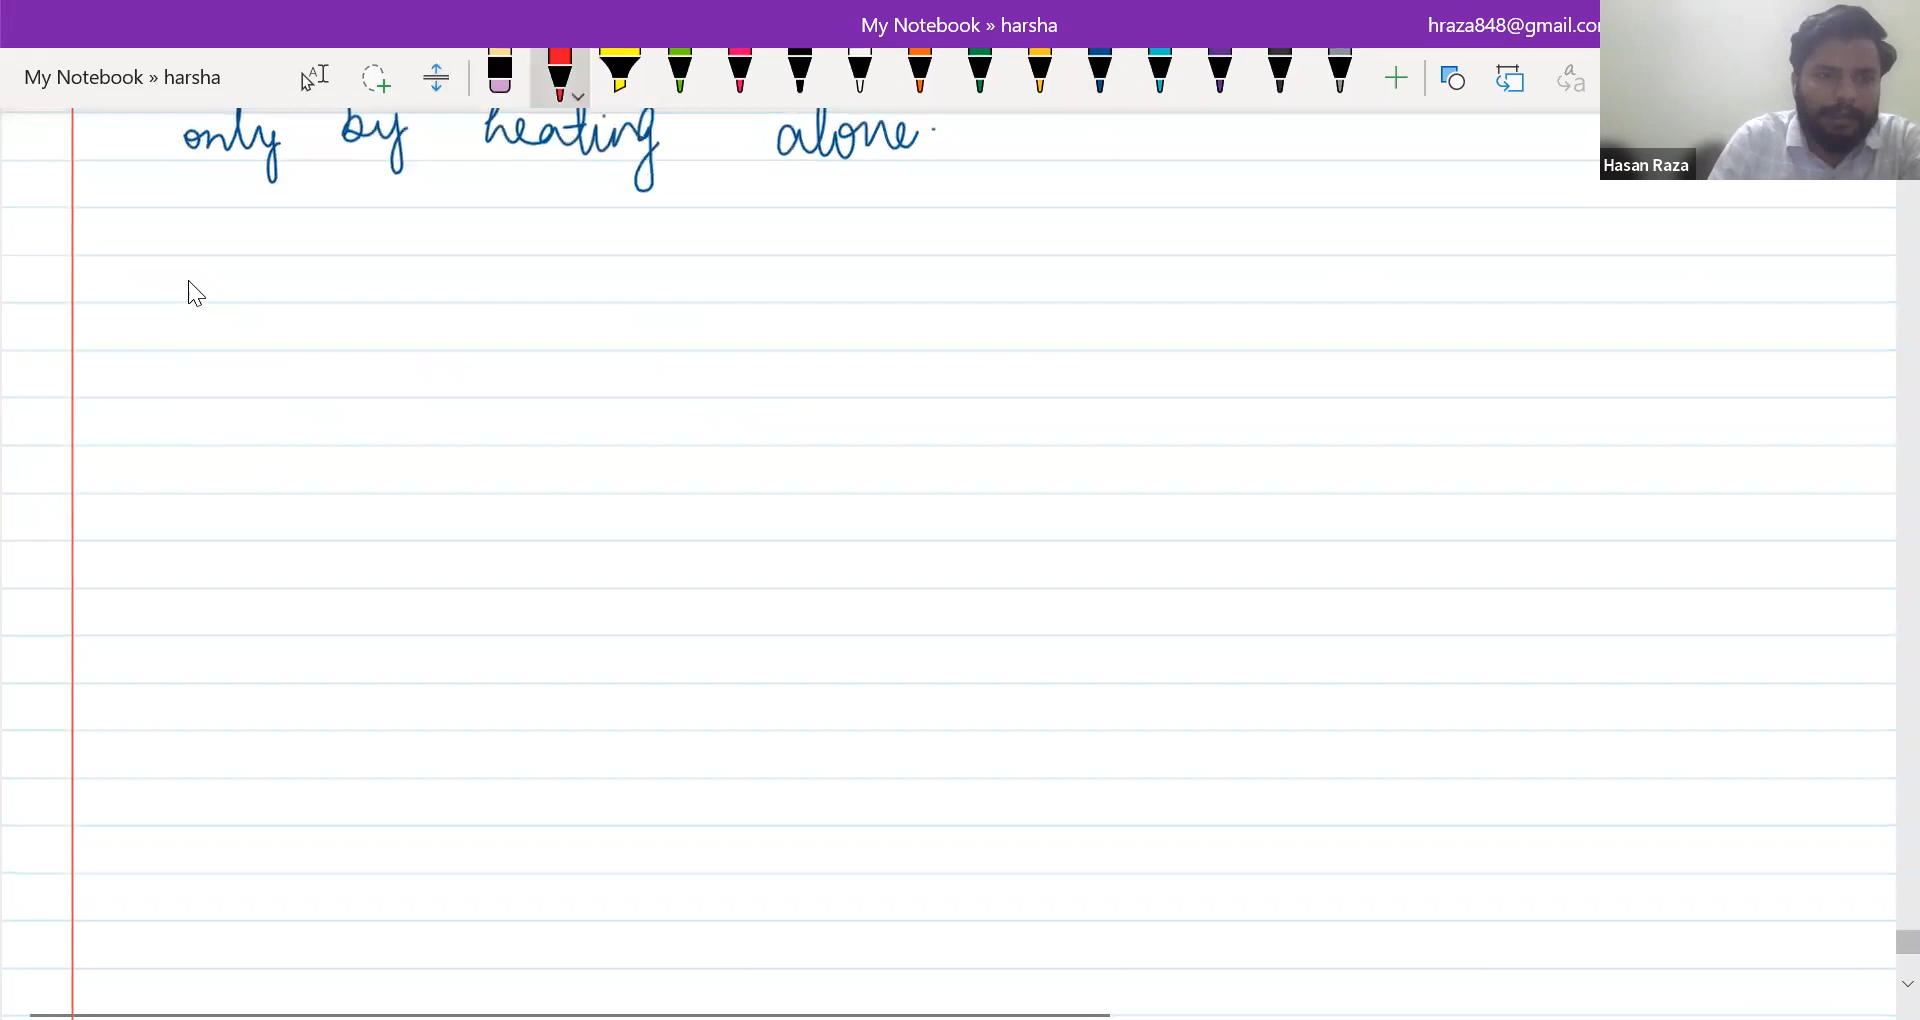 My Notebook » harsha
hraza848@gmail.co
My Notebook » harsha
Hasan Raza
only by heating alone.